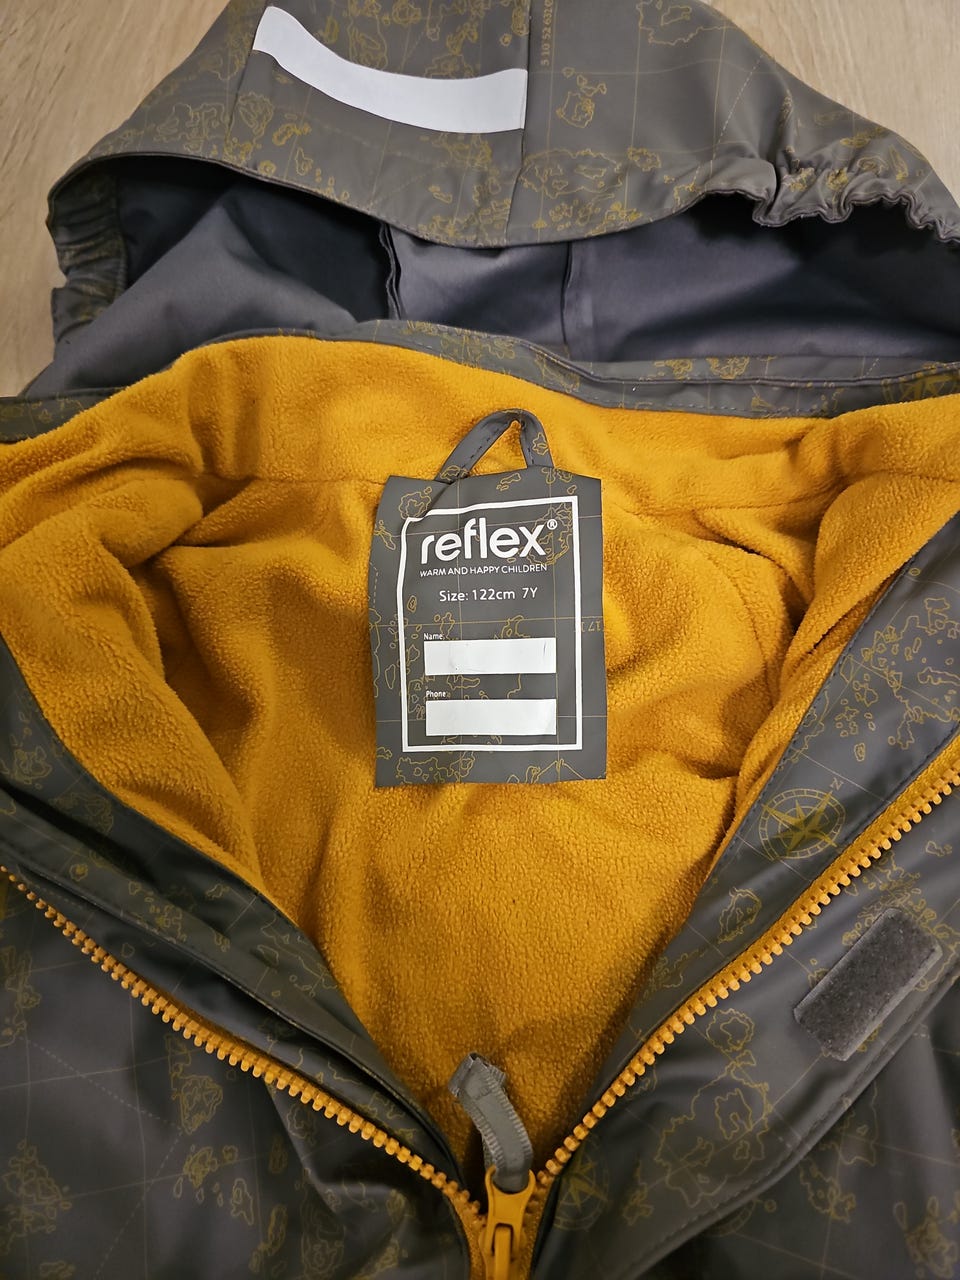 reflex®
WARM AND HAPPY CHILDREN
Size: 122cm 7Y
Name:
Phone:
N